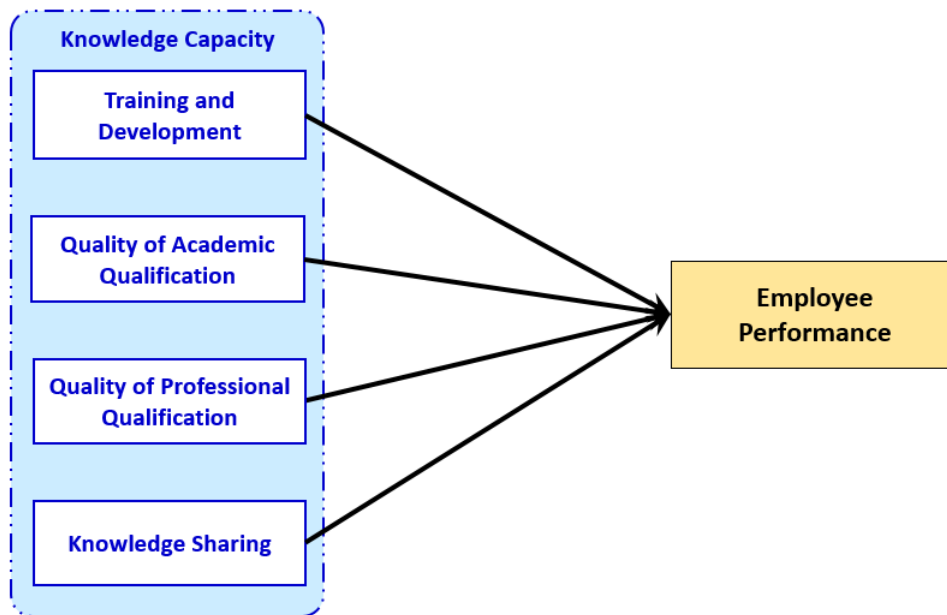 Knowledge Capacity
Training and
Development
Quality of Academic
Qualification
Quality of Professional
Qualification
Knowledge Sharing
Employee
Performance